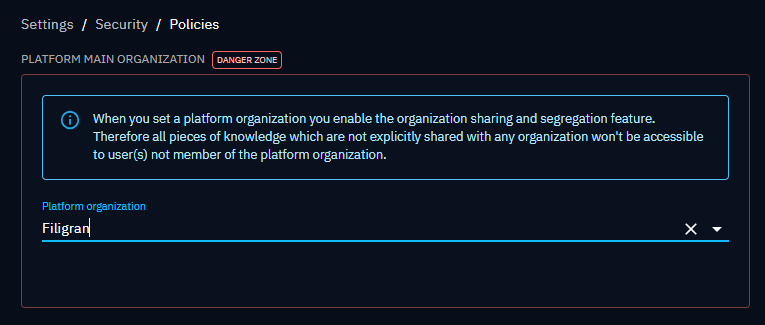 Settings / Security / Policies
PLATFORM MAIN ORGANIZATION DANGER ZONE
When you set a platform organization you enable the organization sharing and segregation feature.
Therefore all pieces of knowledge which are not explicitly shared with any organization won't be accessible
to user(s) not member of the platform organization.
Platform organization
Filigran